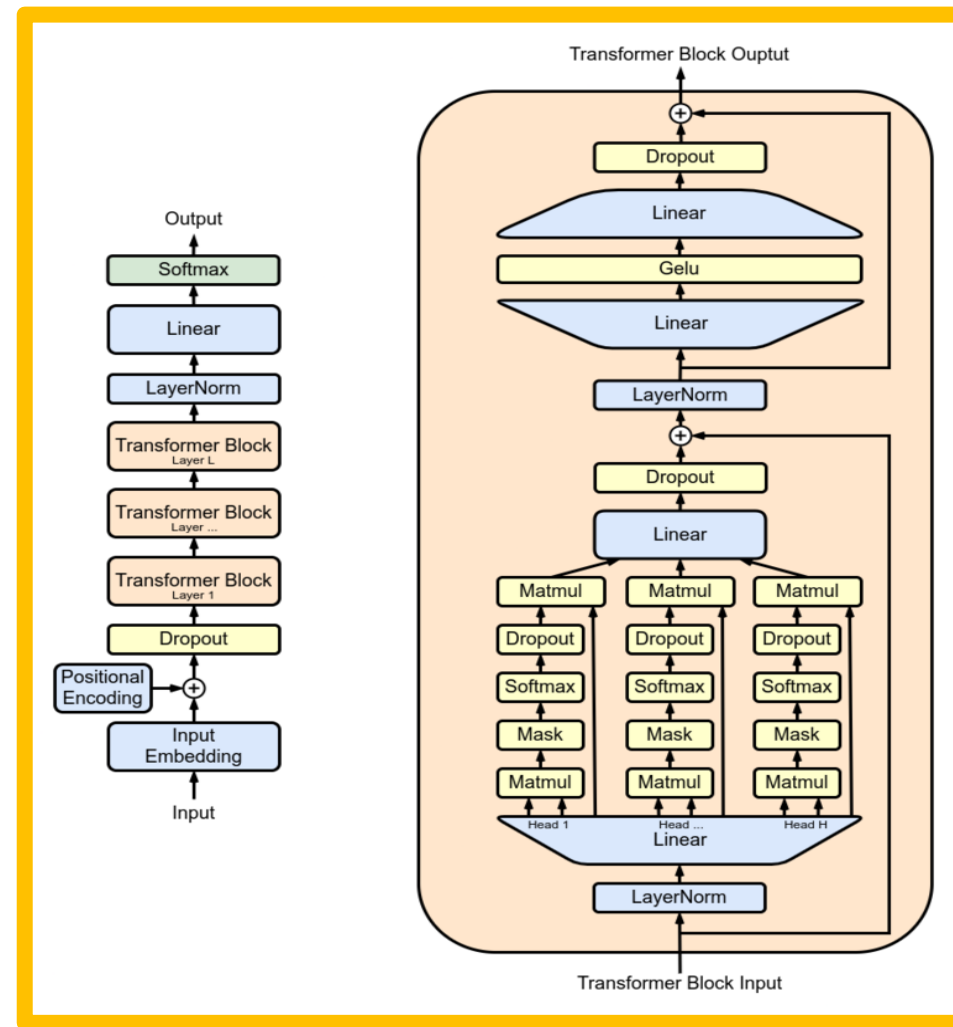 Output
Softmax
Linear
LayerNorm
Transformer Block
Layer L
Transformer Block
Layer ...
Transformer Block
Layer 1
Dropout
Positional
Encoding
+
Input
Embedding
Input
Transformer Block Ouptut
+
Dropout
Linear
Gelu
Linear
LayerNorm
+
Dropout
Linear
Matmul Matmul Matmul
Dropout Dropout Dropout
Softmax Softmax Softmax
Mask Mask Mask
Matmul Matmul Matmul
Head 1 Head ... Head H
Linear
LayerNorm
Transformer Block Input